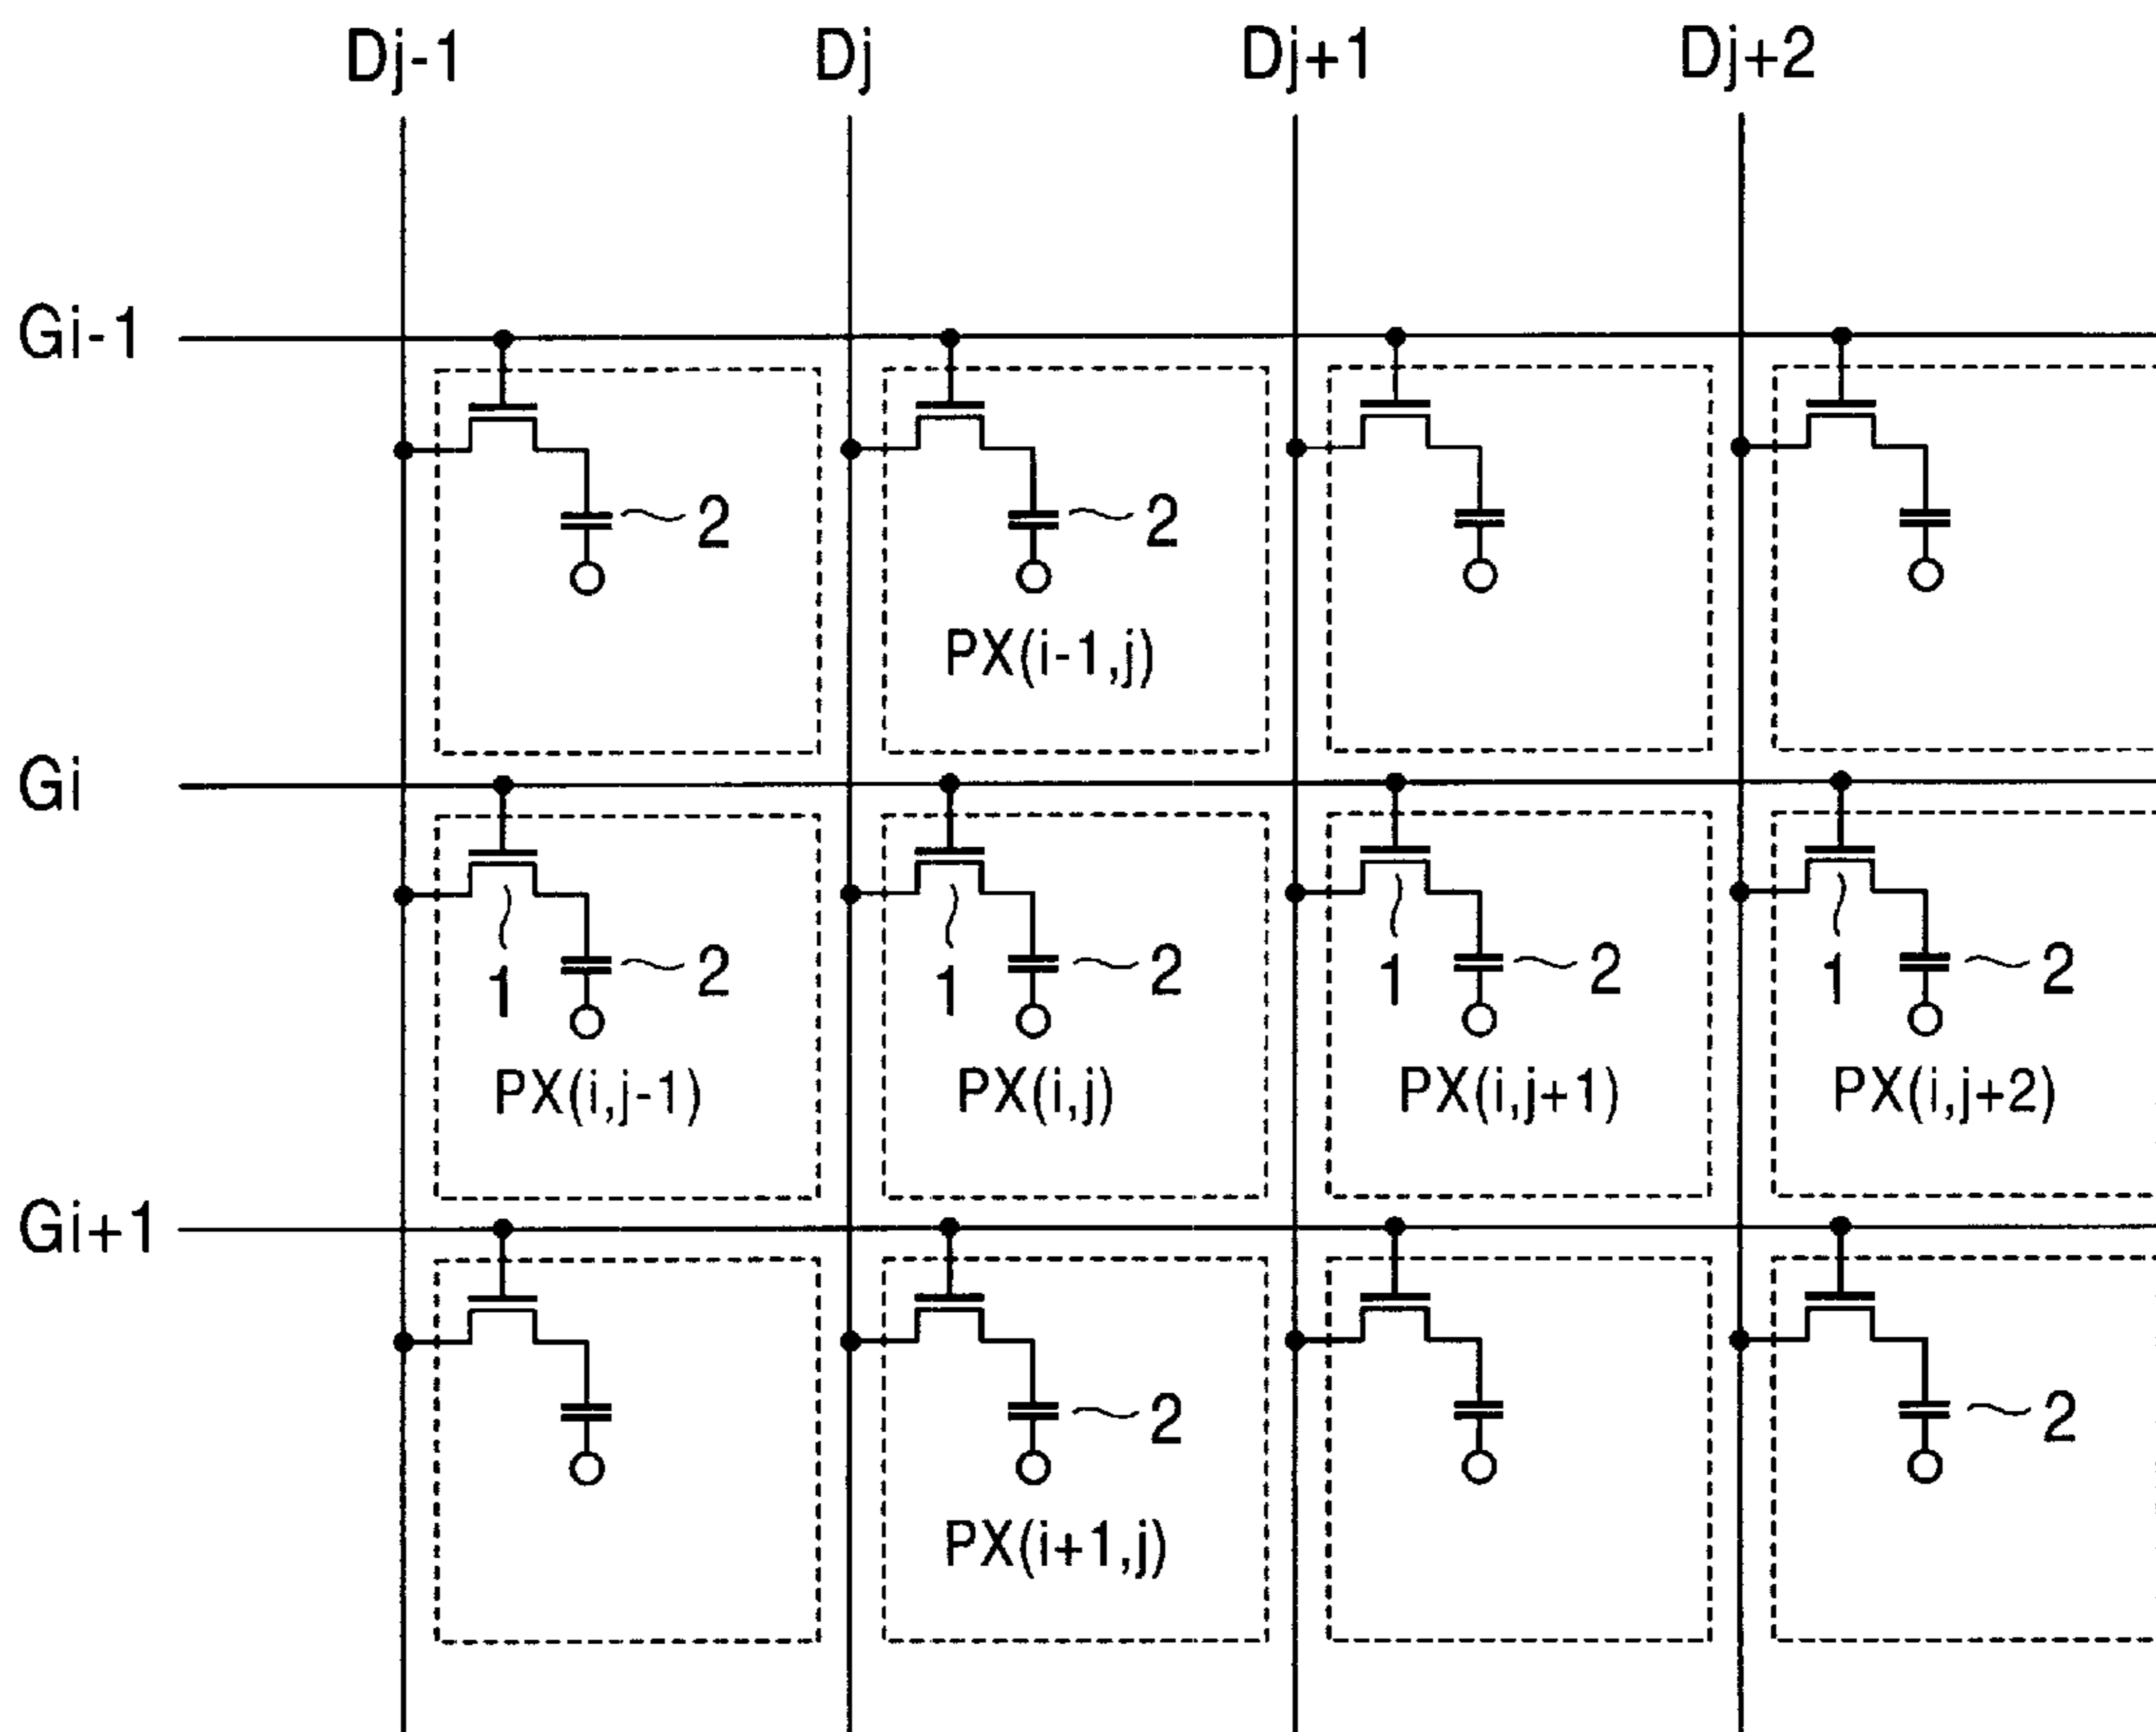 Dj-1 Dj Dj+1 Dj+2
Gi-1
2 2
PX(i-1,j)
Gi
1 2 1 2 1 2 1 2
PX(i,j-1) PX(i,j) PX(i,j+1) PX(i,j+2)
Gi+1
2 2
PX(i+1,j)